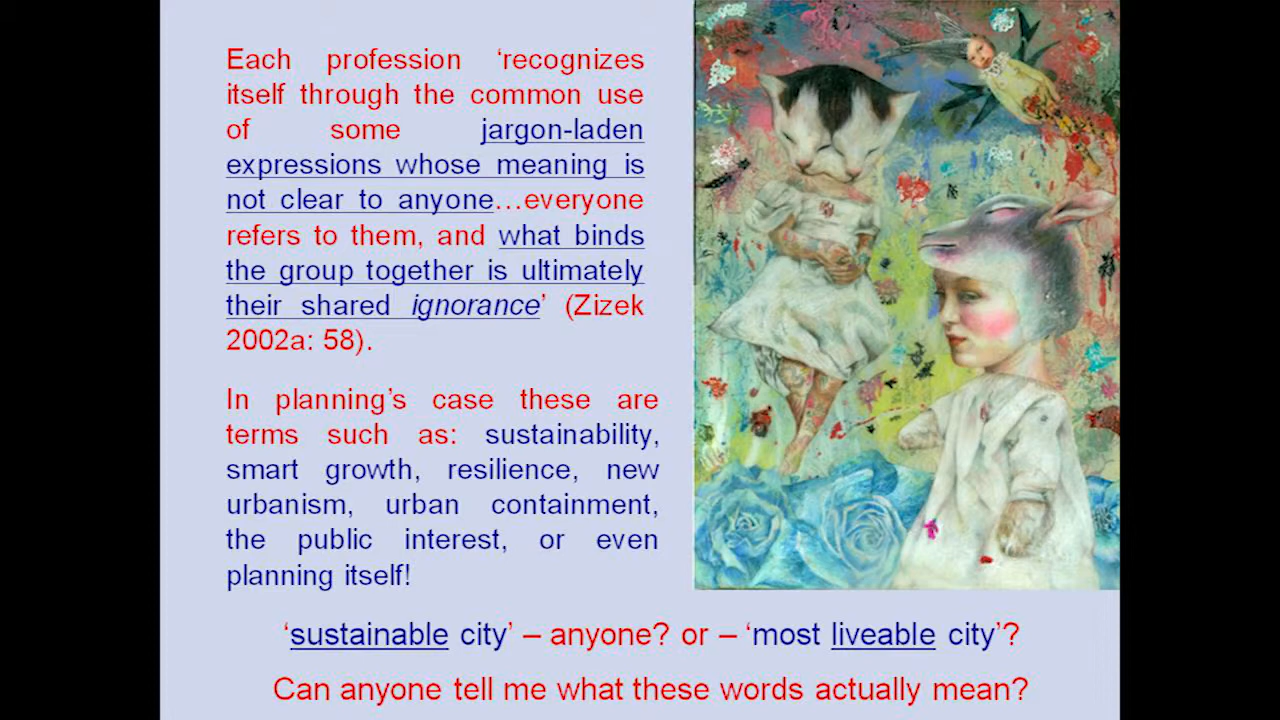 Each profession ‘recognizes
itself through the common use
of some jargon-laden
expressions whose meaning is
not clear to anyone…everyone
refers to them, and what binds
the group together is ultimately
their shared ignorance’ (Zizek
2002a: 58).
In planning’s case these are
terms such as: sustainability,
smart growth, resilience, new
urbanism, urban containment,
the public interest, or even
planning itself!
‘sustainable city’ – anyone? or – ‘most liveable city’?
Can anyone tell me what these words actually mean?